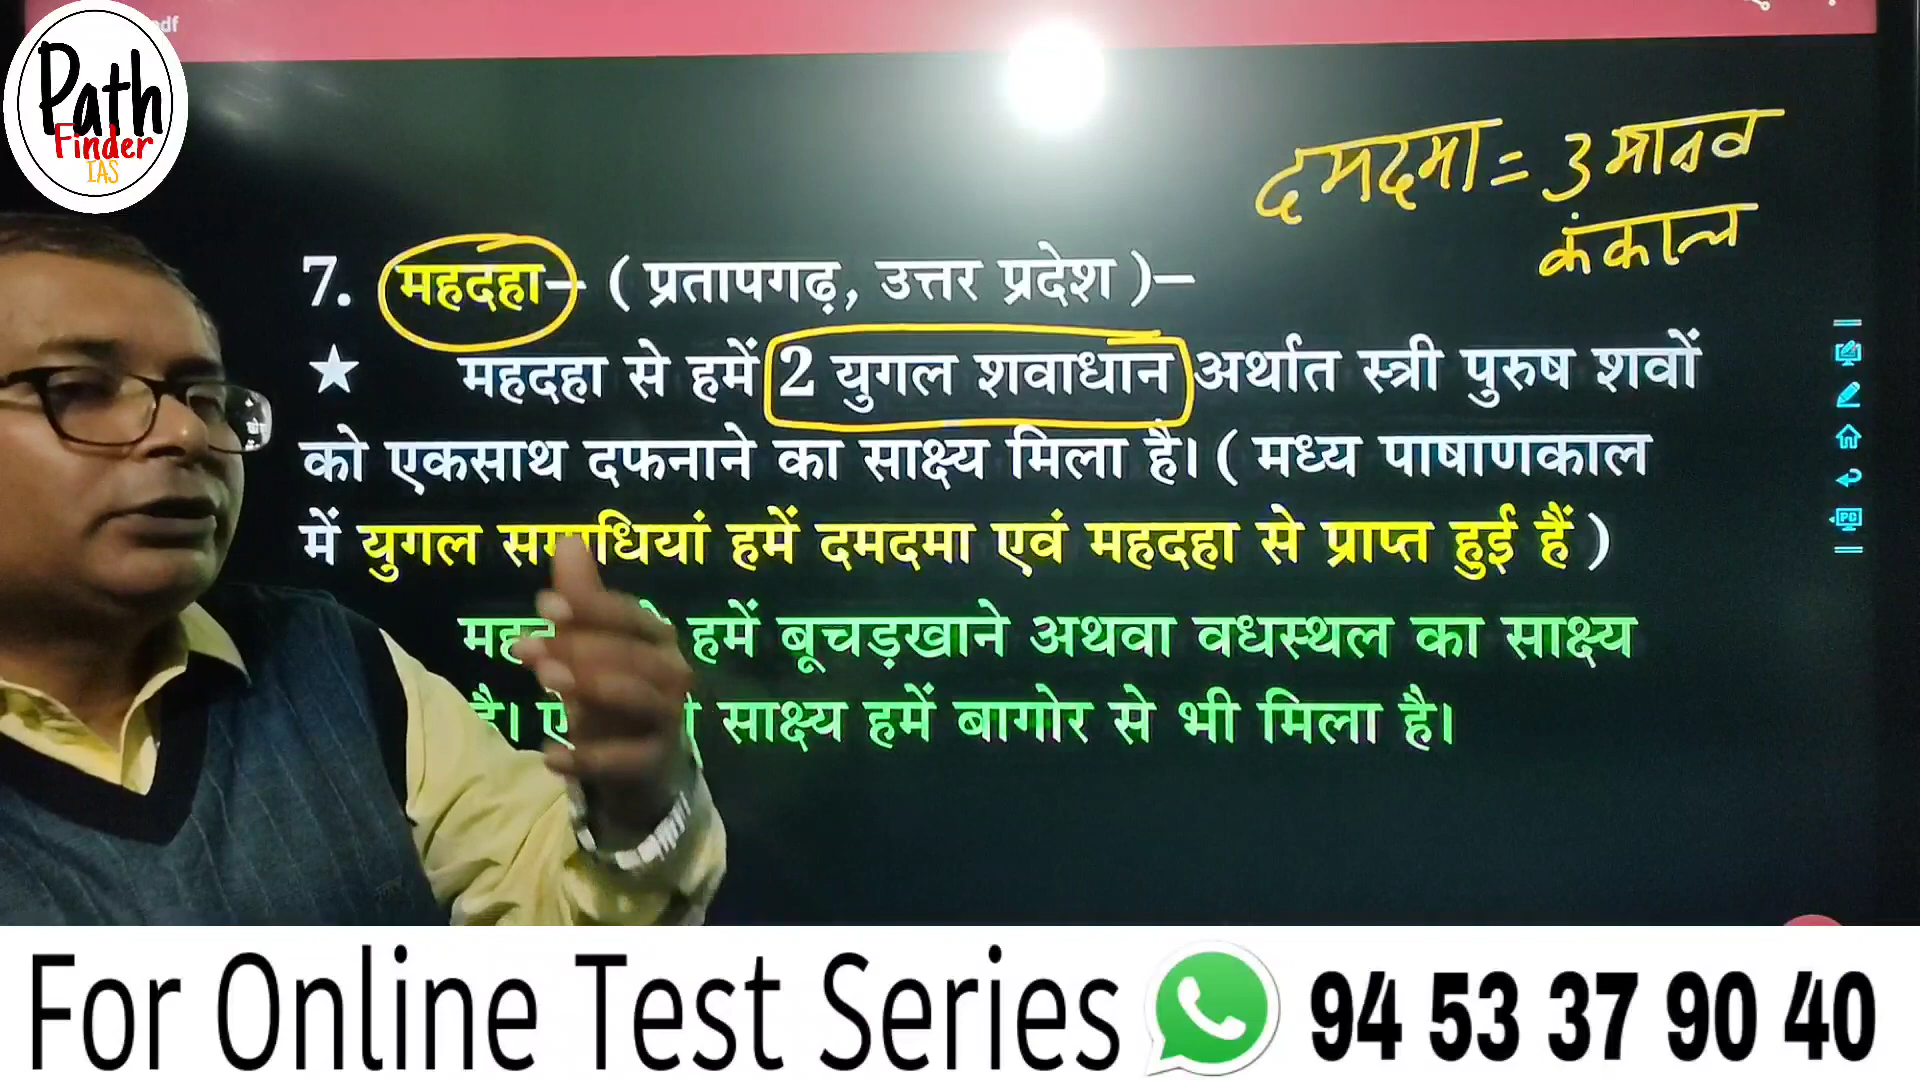 df
Path
Finder
IAS
दमदमा = 3 मानव
कंकाल
7. महदहा– ( प्रतापगढ़, उत्तर प्रदेश )–
★ महदहा से हमें 2 युगल शवाधान अर्थात स्त्री पुरुष शवों
को एकसाथ दफनाने का साक्ष्य मिला है। ( मध्य पाषाणकाल
में युगल समाधियां हमें दमदमा एवं महदहा से प्राप्त हुई हैं )
हमें बूचड़खाने अथवा वधस्थल का साक्ष्य
है। साक्ष्य हमें बागोर से भी मिला है।
For Online Test Series 94 53 37 90 40